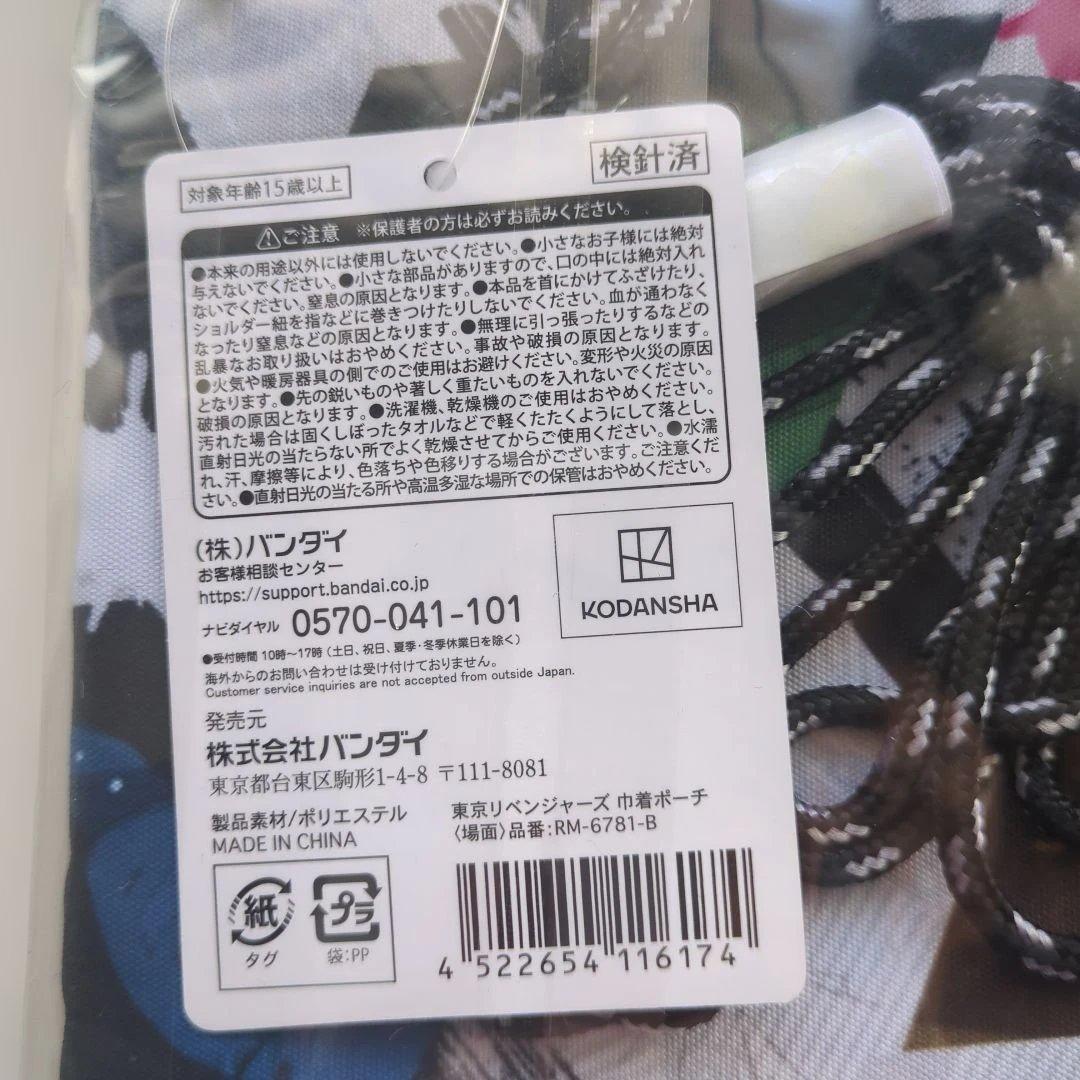 対象年齢15歳以上
検針済
⚠ご注意 ※保護者の方は必ずお読みください。
●本来の用途以外には使用しないでください。●小さなお子様には絶対
与えないでください。●小さな部品がありますので、口の中には絶対入れ
ないでください。窒息の原因となります。●本品を首にかけてふざけたり、
ショルダー紐を指などに巻きつけたりしないでください。血が通わなく
なったり窒息などの原因となります。●無理に引っ張ったりするなどの
乱暴なお取り扱いはおやめください。事故や破損の原因となります。
●火気や暖房器具の側でのご使用はお避けください。変形や火災の原因
となります。●先の鋭いものや著しく重たいものを入れないでください。
破損の原因となります。●洗濯機、乾燥機のご使用はおやめください。
汚れた場合は固くしぼったタオルなどで軽くたたくようにして落とし、
直射日光の当たらない所でよく乾燥させてからご使用ください。●水濡
れ、汗、摩擦等により、色落ちや色移りする場合がございます。ご注意くだ
さい。●直射日光の当たる所や高温多湿な場所での保管はおやめください。
(株)バンダイ
お客様相談センター
https://support.bandai.co.jp
ナビダイヤル 0570-041-101
●受付時間 10時～17時 (土日、祝日、夏季・冬季休業日を除く)
海外からのお問い合わせは受け付けておりません。
Customer service inquiries are not accepted from outside Japan.
KODANSHA
発売元
株式会社バンダイ
東京都台東区駒形1-4-8 〒111-8081
製品素材/ポリエステル
MADE IN CHINA
東京リベンジャーズ 巾着ポーチ
〈場面〉品番:RM-6781-B
紙
タグ
プラ
袋:PP
4 522654 116174